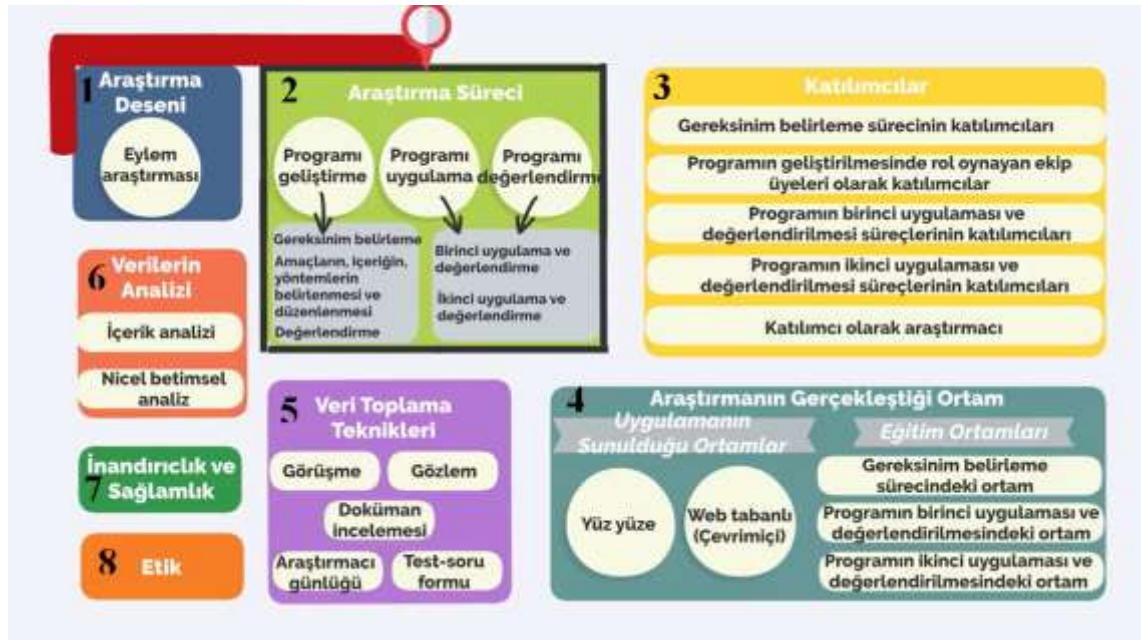 1 Araştırma
Deseni
Eylem
araştırması
2 Araştırma Süreci
Programı
geliştirme
Programı
uygulama
Programı
değerlendirme
Gereksinim belirleme
Amaçların, içeriğin,
yöntemlerin
belirlenmesi ve
düzenlenmesi
Değerlendirme
Birinci uygulama ve
değerlendirme
İkinci uygulama ve
değerlendirme
3 Katılımcılar
Gereksinim belirleme sürecinin katılımcıları
Programın geliştirilmesinde rol oynayan ekip
üyeleri olarak katılımcılar
Programın birinci uygulaması ve
değerlendirilmesi süreçlerinin katılımcıları
Programın ikinci uygulaması ve
değerlendirilmesi süreçlerinin katılımcıları
Katılımcı olarak araştırmacı
4 Araştırmanın Gerçekleştiği Ortam
Uygulamanın
Sunulduğu Ortamlar
Yüz yüze
Web tabanlı
(Çevrimiçi)
Eğitim Ortamları
Gereksinim belirleme
sürecindeki ortam
Programın birinci uygulaması ve
değerlendirilmesindeki ortam
Programın ikinci uygulaması ve
değerlendirilmesindeki ortam
5 Veri Toplama
Teknikleri
Görüşme
Gözlem
Doküman
incelemesi
Araştırmacı
günlüğü
Test-soru
formu
6 Verilerin
Analizi
İçerik analizi
Nicel betimsel
analiz
İnandırıclık ve
7 Sağlamlık
8 Etik